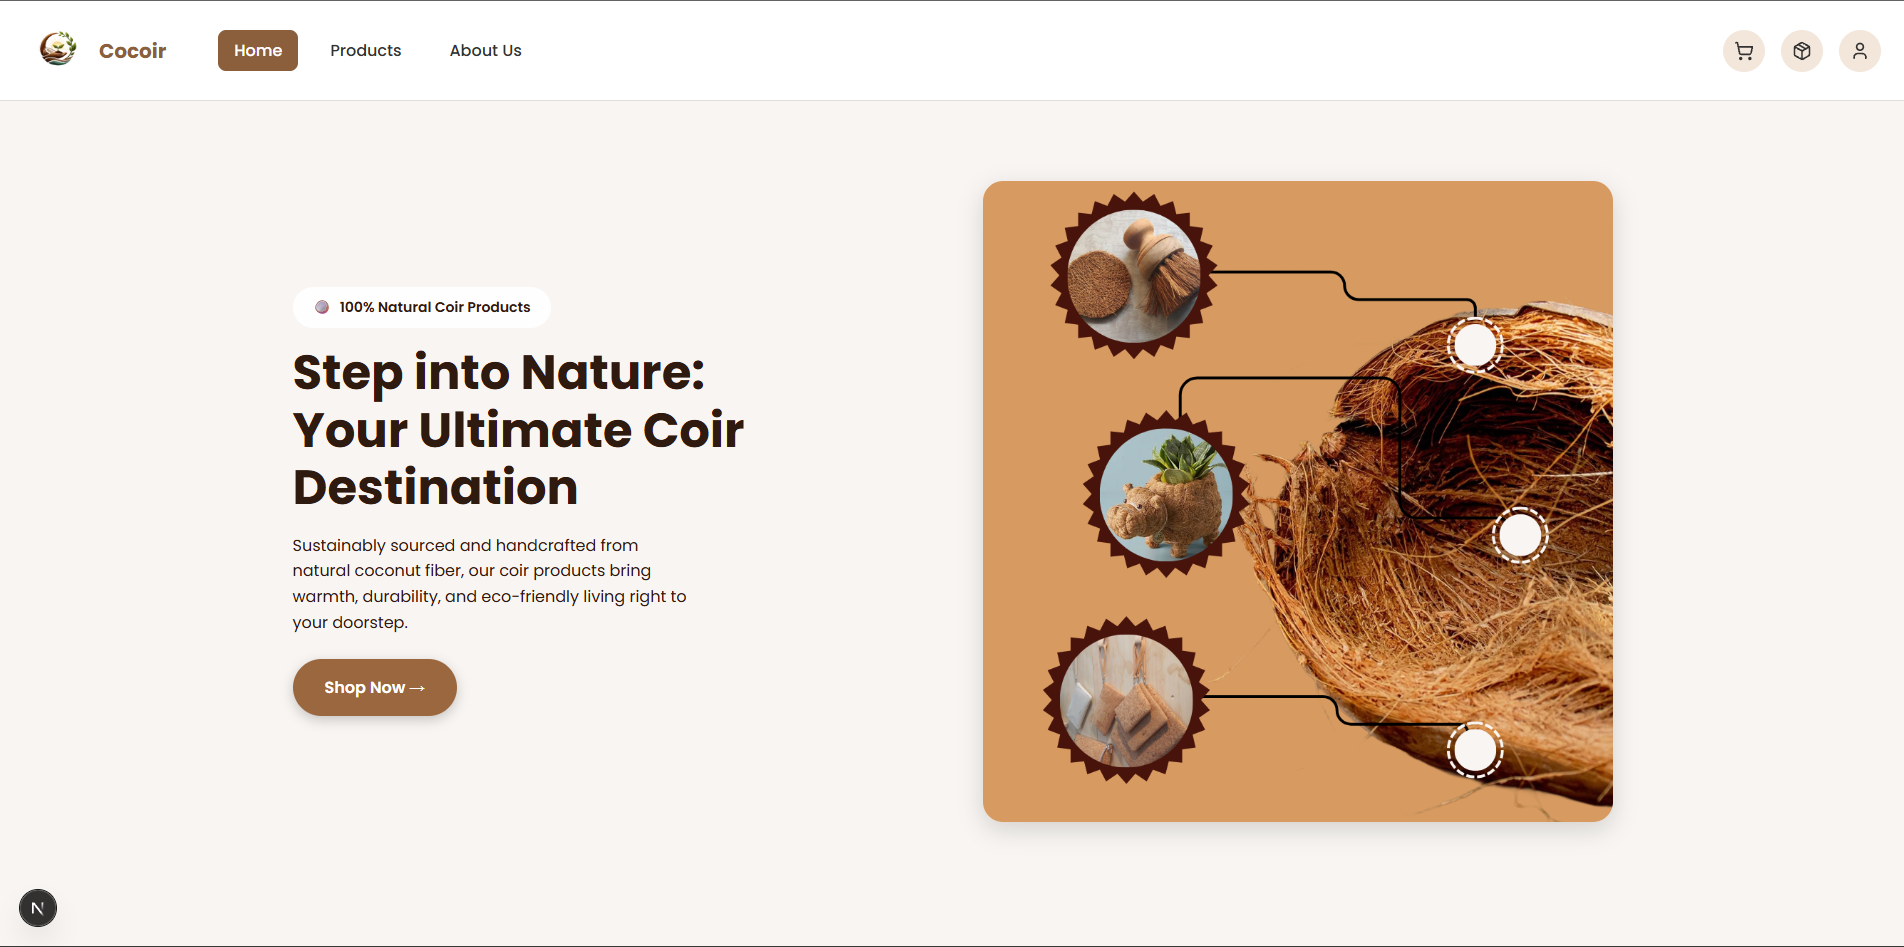 Cocoir
Home
Products
About Us
100% Natural Coir Products
Step into Nature:
Your Ultimate Coir
Destination
Sustainably sourced and handcrafted from
natural coconut fiber, our coir products bring
warmth, durability, and eco-friendly living right to
your doorstep.
Shop Now →
N